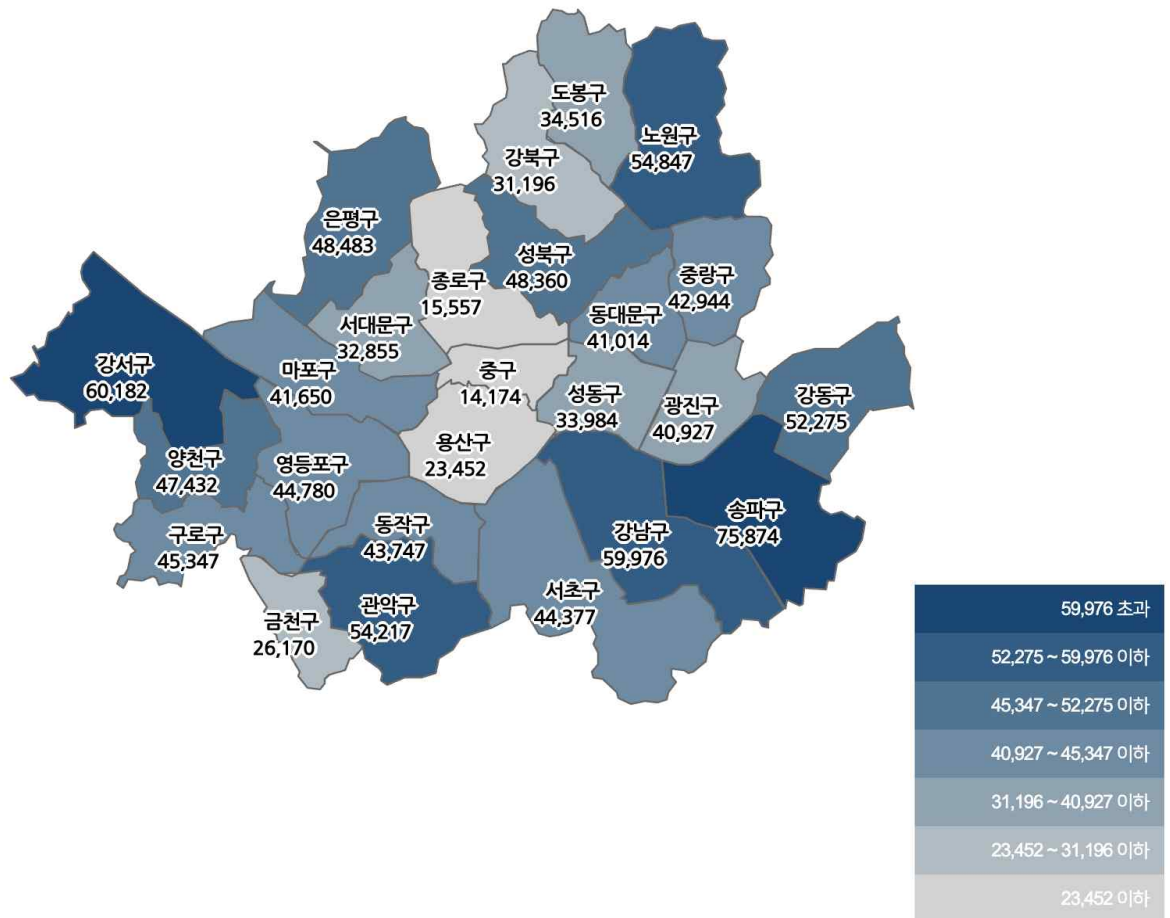 도봉구
34,516
노원구
54,847
강북구
31,196
은평구
48,483
성북구
48,360
중랑구
42,944
종로구
15,557
동대문구
41,014
서대문구
32,855
강서구
60,182
마포구
41,650
중구
14,174
성동구
33,984
광진구
40,927
강동구
52,275
용산구
23,452
양천구
47,432
영등포구
44,780
송파구
75,874
구로구
45,347
동작구
43,747
강남구
59,976
서초구
44,377
관악구
54,217
금천구
26,170
59,976 초과
52,275 ~ 59,976 이하
45,347 ~ 52,275 이하
40,927 ~ 45,347 이하
31,196 ~ 40,927 이하
23,452 ~ 31,196 이하
23,452 이하